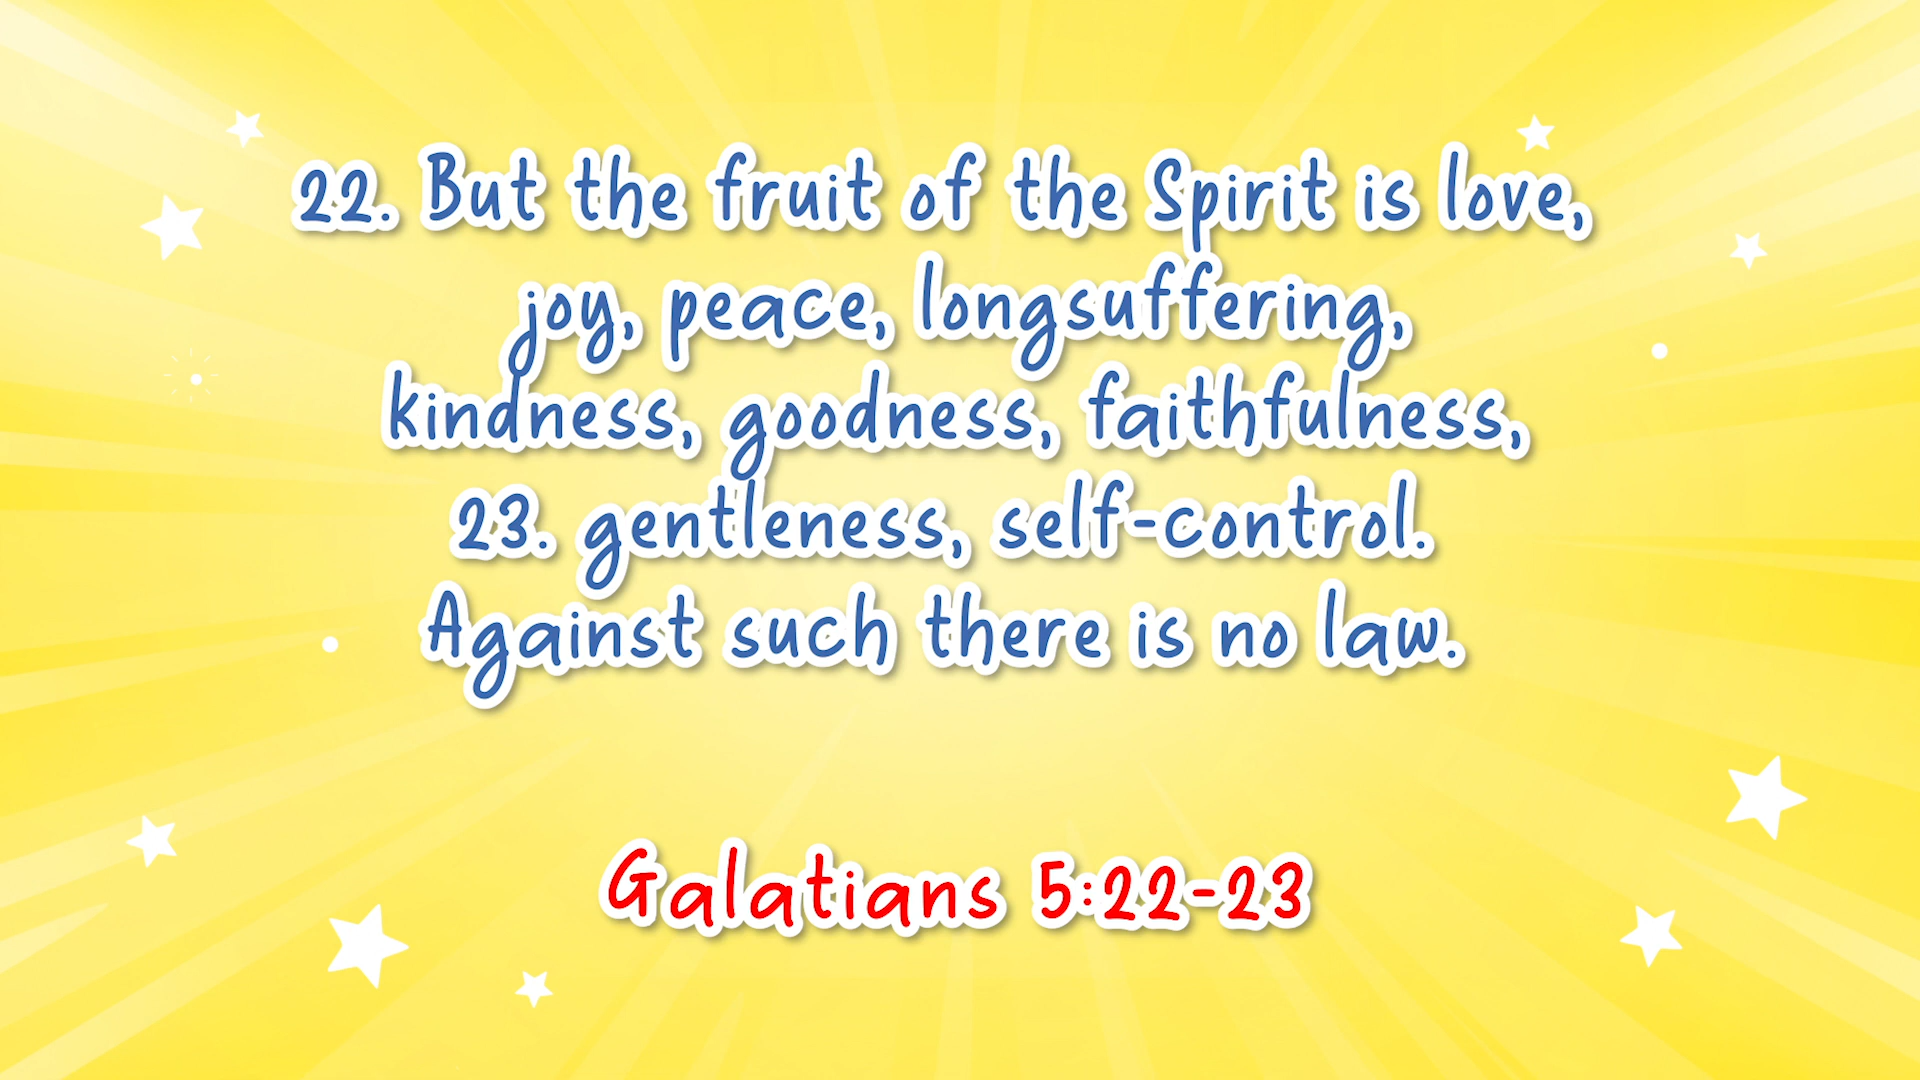 22. But the fruit of the Spirit is love,
joy, peace, longsuffering,
kindness, goodness, faithfulness,
23. gentleness, self-control.
Against such there is no law.
Galatians 5:22-23